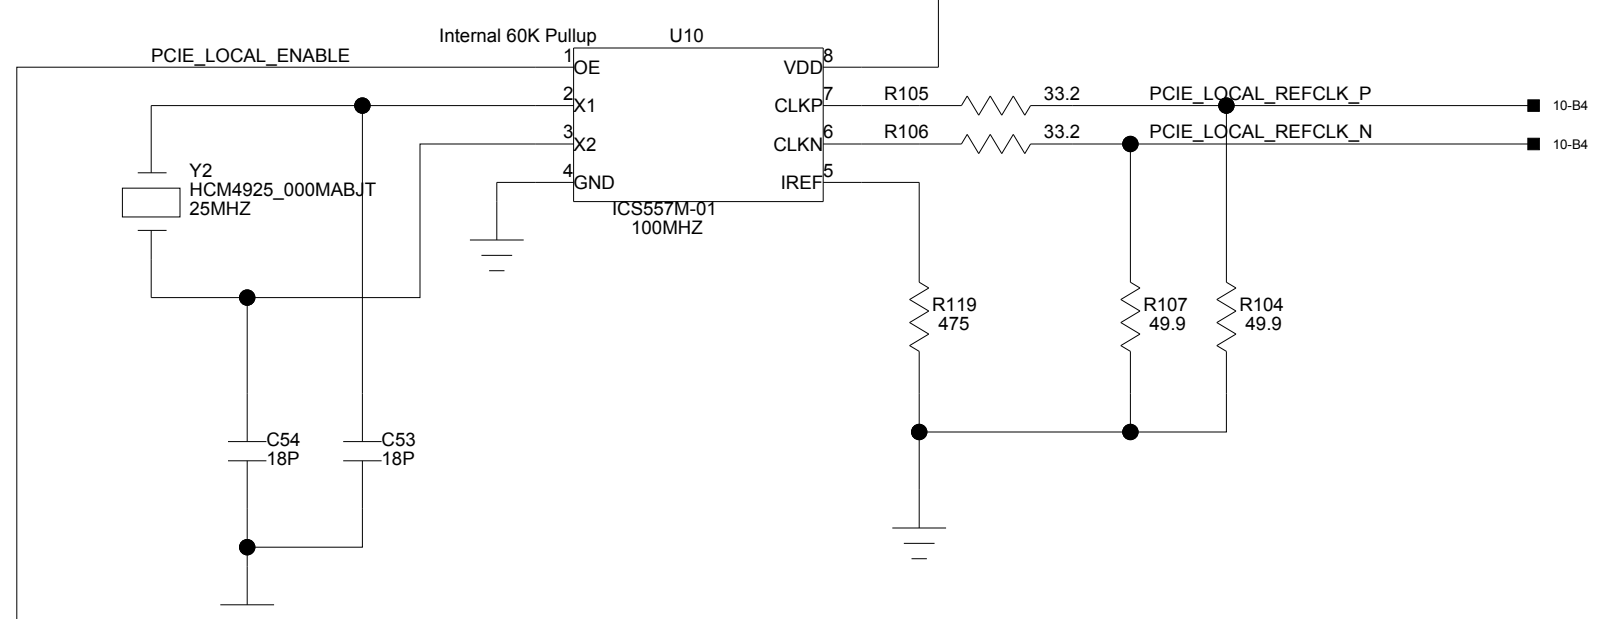 Internal 60K Pullup
U10
PCIE_LOCAL_ENABLE
1
OE
VDD
8
2
X1
CLKP
7
R105
33.2
PCIE_LOCAL_REFCLK_P
10-B4
3
X2
CLKN
6
R106
33.2
PCIE_LOCAL_REFCLK_N
10-B4
4
GND
IREF
5
Y2
HCM4925_000MABJT
25MHZ
ICS557M-01
100MHZ
R119
475
R107
49.9
R104
49.9
C54
18P
C53
18P